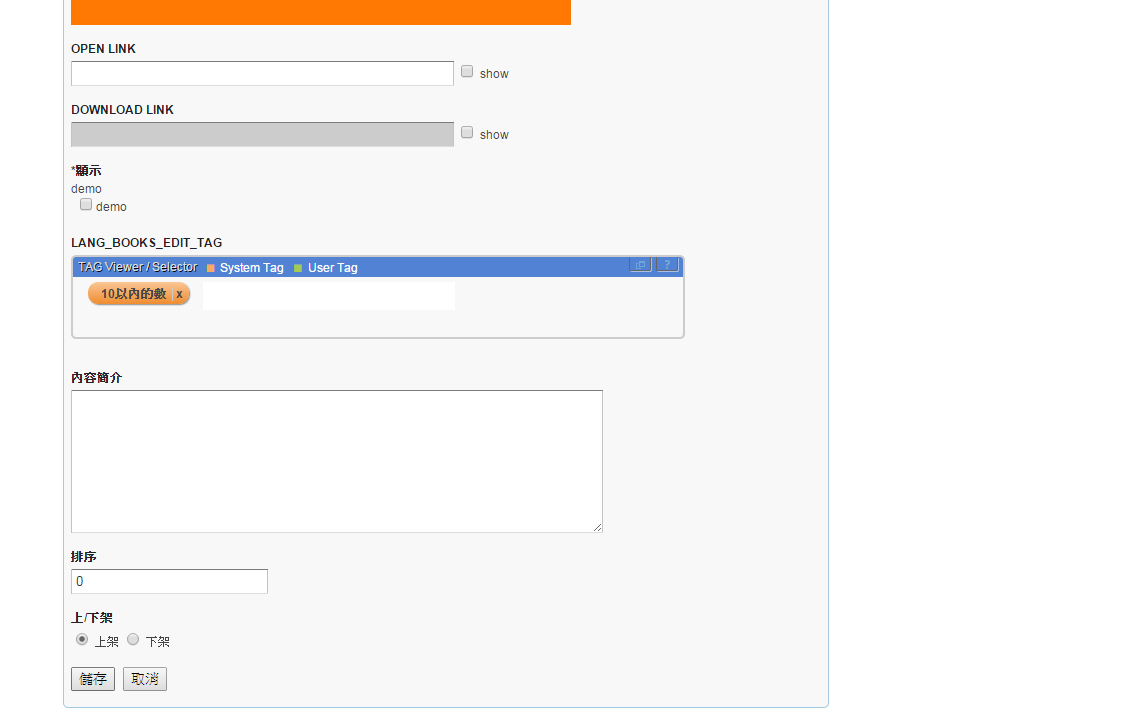 OPEN LINK
show
DOWNLOAD LINK
show
*顯示
demo
demo
LANG_BOOKS_EDIT_TAG
TAG Viewer / Selector System Tag User Tag ?
10以內的數 x
內容簡介
排序
0
上/下架
上架 下架
儲存 取消